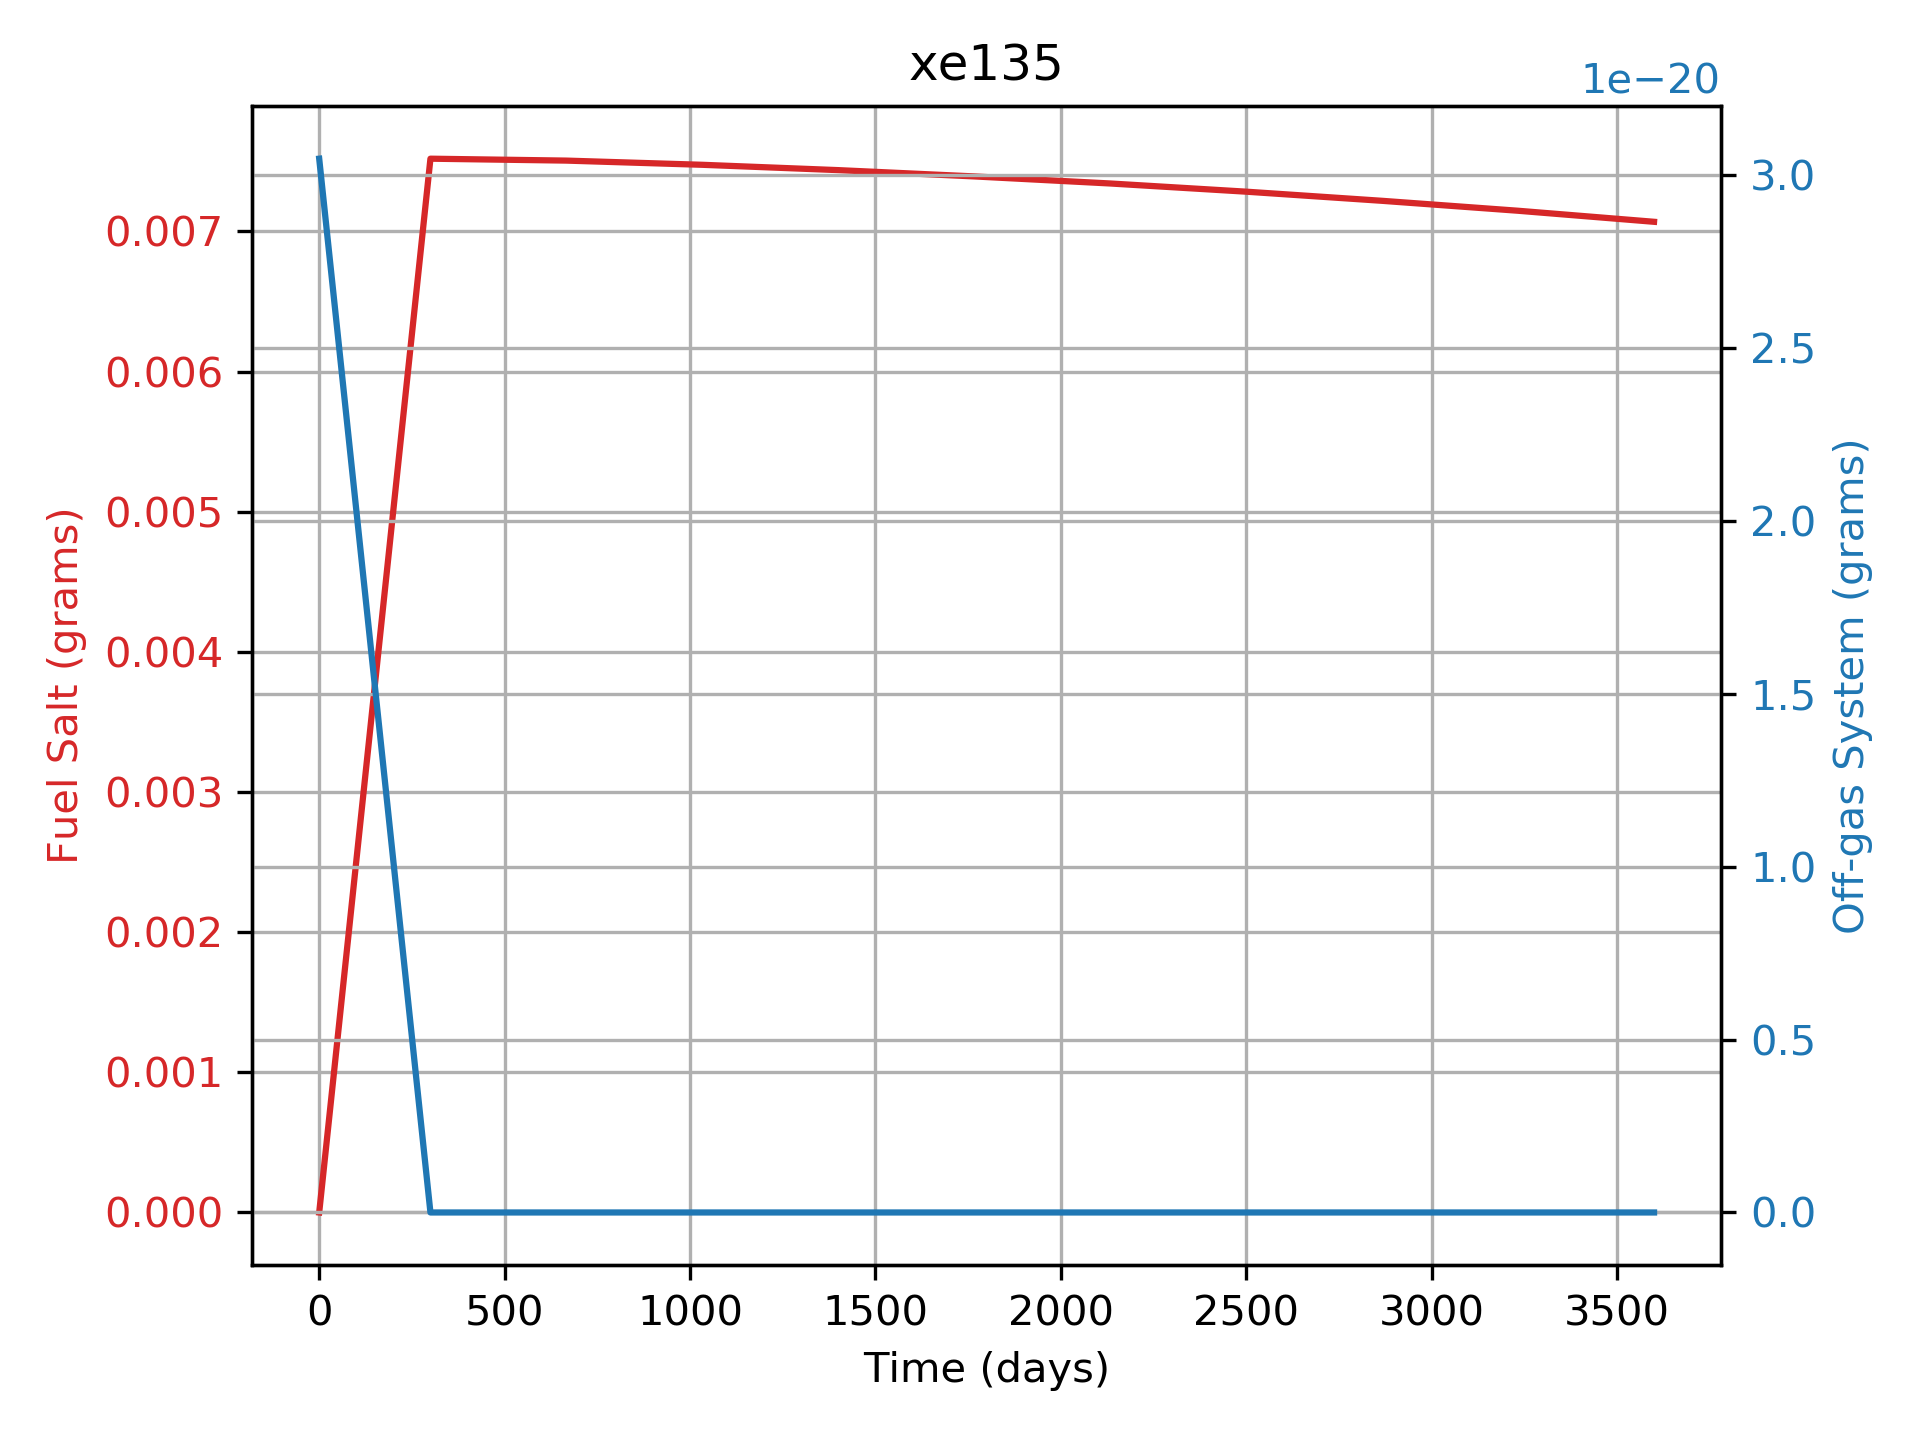 xe135
1e−20
0.007
0.006
0.005
0.004
0.003
0.002
0.001
0.000
Fuel Salt (grams)
3.0
2.5
2.0
1.5
1.0
0.5
0.0
Off-gas System (grams)
0 500 1000 1500 2000 2500 3000 3500
Time (days)